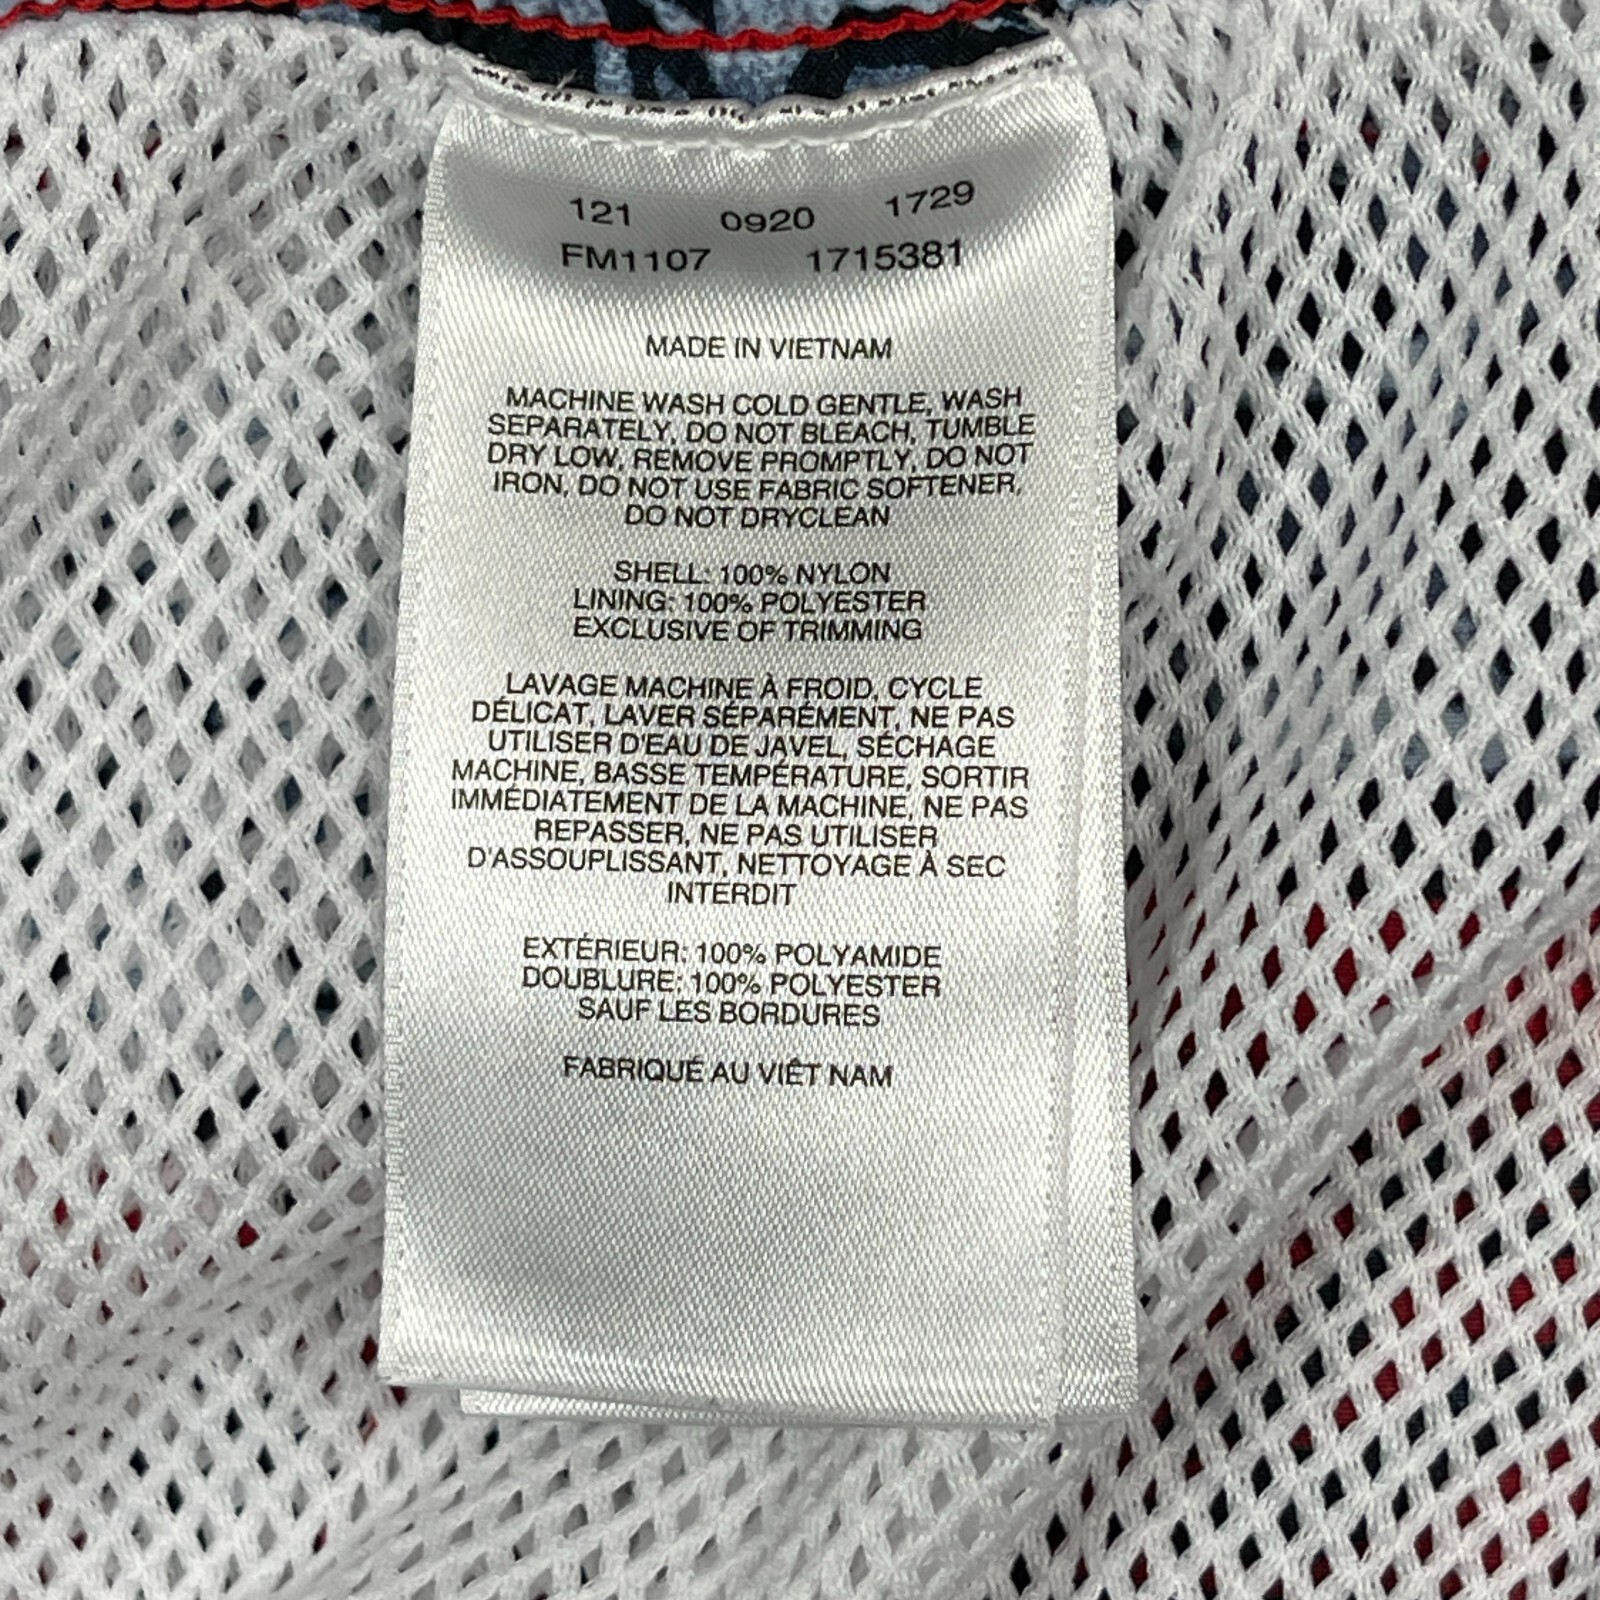 121 0920 1729
FM1107 1715381
MADE IN VIETNAM
MACHINE WASH COLD GENTLE, WASH
SEPARATELY, DO NOT BLEACH, TUMBLE
DRY LOW, REMOVE PROMPTLY, DO NOT
IRON, DO NOT USE FABRIC SOFTENER,
DO NOT DRYCLEAN
SHELL: 100% NYLON
LINING: 100% POLYESTER
EXCLUSIVE OF TRIMMING
LAVAGE MACHINE À FROID, CYCLE
DÉLICAT, LAVER SÉPARÉMENT, NE PAS
UTILISER D'EAU DE JAVEL, SÉCHAGE
MACHINE, BASSE TEMPÉRATURE, SORTIR
IMMÉDIATEMENT DE LA MACHINE, NE PAS
REPASSER, NE PAS UTILISER
D'ASSOUPLISSANT, NETTOYAGE À SEC
INTERDIT
EXTÉRIEUR: 100% POLYAMIDE
DOUBLURE: 100% POLYESTER
SAUF LES BORDURES
FABRIQUÉ AU VIÊT NAM